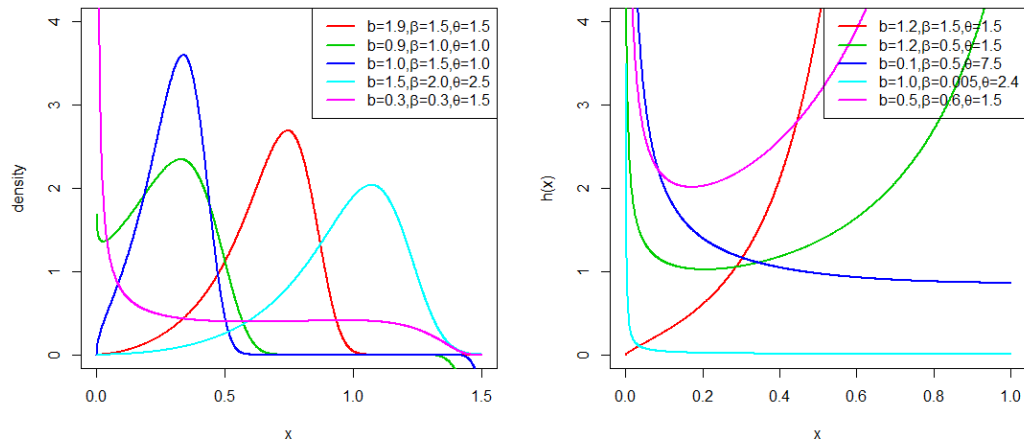 b=1.9,β=1.5,θ=1.5
b=0.9,β=1.0,θ=1.0
b=1.0,β=1.5,θ=1.0
b=1.5,β=2.0,θ=2.5
b=0.3,β=0.3,θ=1.5
density
0
1
2
3
4
0.0
0.5
1.0
1.5
x
b=1.2,β=1.5,θ=1.5
b=1.2,β=0.5,θ=1.5
b=0.1,β=0.5,θ=7.5
b=1.0,β=0.005,θ=2.4
b=0.5,β=0.6,θ=1.5
h(x)
0
1
2
3
4
0.0
0.2
0.4
0.6
0.8
1.0
x